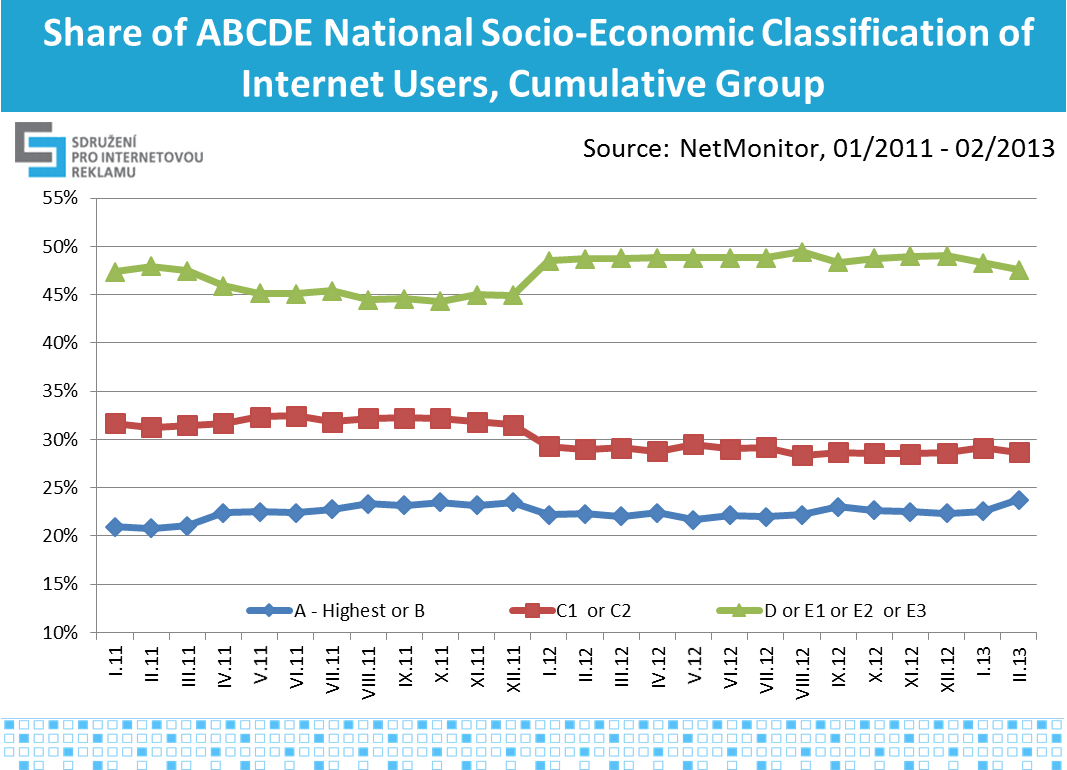 Share of ABCDE National Socio-Economic Classification of
Internet Users, Cumulative Group
SDRUŽENÍ
PRO INTERNETOVOU
REKLAMU
Source: NetMonitor, 01/2011 - 02/2013
55%
50%
45%
40%
35%
30%
25%
20%
15%
10%
A - Highest or B
C1 or C2
D or E1 or E2 or E3
I.11
II.11
III.11
IV.11
V.11
VI.11
VII.11
VIII.11
IX.11
X.11
XI.11
XII.11
I.12
II.12
III.12
IV.12
V.12
VI.12
VII.12
VIII.12
IX.12
X.12
XI.12
XII.12
I.13
II.13